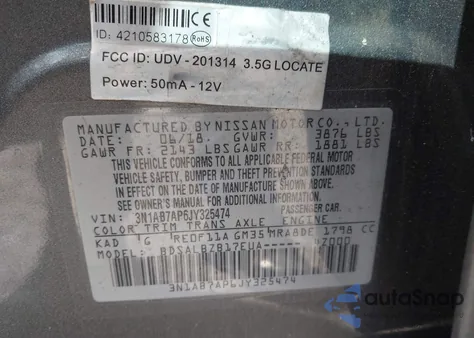 CE
ID: 4210583178 RoHS
FCC ID: UDV - 201314 3.5G LOCATE
Power: 50mA - 12V
MANUFACTURED BY NISSAN MOTOR CO., LTD.
DATE: 06/18 GVWR: 3876 LBS
GAWR FR: 2143 LBS GAWR RR: 1881 LBS
THIS VEHICLE CONFORMS TO ALL APPLICABLE FEDERAL MOTOR
VEHICLE SAFETY, BUMPER AND THEFT PREVENTION STANDARDS
IN EFFECT ON THE DATE OF MANUFACTURE SHOWN ABOVE.
SEE OWNER'S MANUAL FOR ADDITIONAL INFORMATION.
VIN: 3N1AB7AP6JY325474 PASSENGER CAR.
COLOR TRIM TRANS AXLE ENGINE
KAD G RE0F11A GM35 MRA8DE 1798 CC
MODEL: BDSALBZB17EUA
3N1AB7AP6JY325474
autoSnap